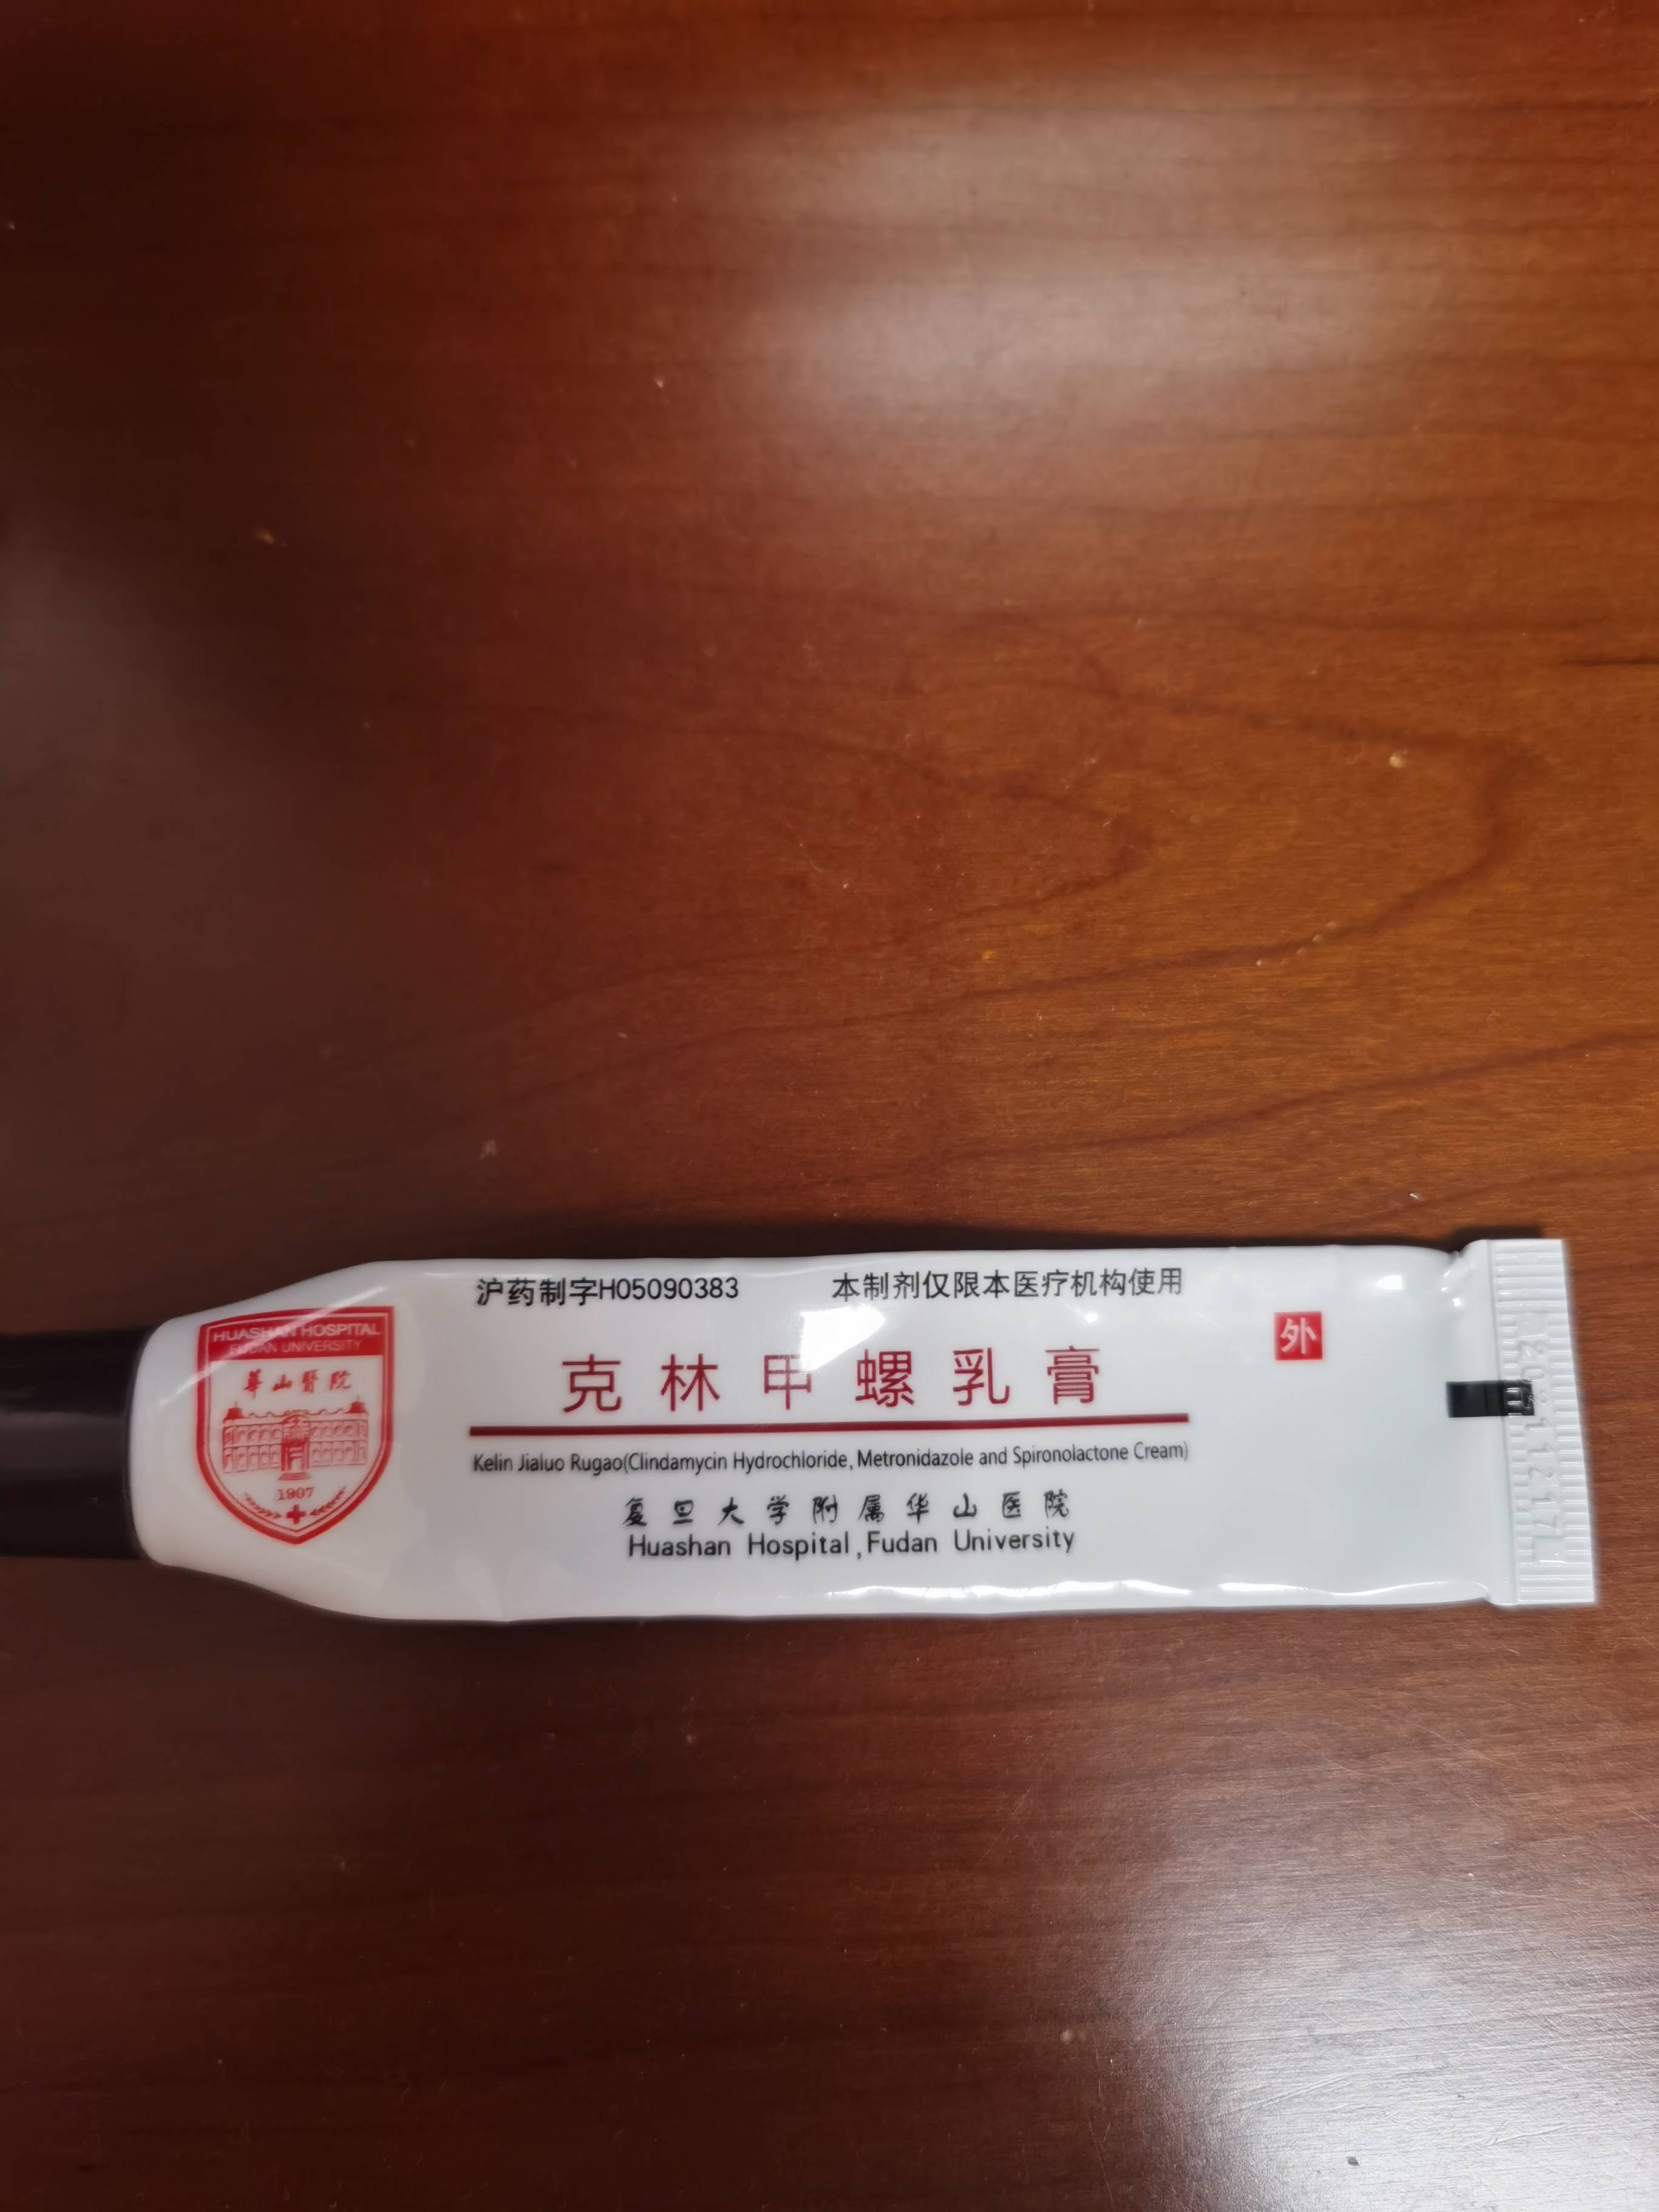 沪药制字H05090383 本制剂仅限本医疗机构使用
外
克林甲螺乳膏
Kelin Jialuo Rugao(Clindamycin Hydrochloride, Metronidazole and Spironolactone Cream)
复旦大学附属华山医院
Huashan Hospital, Fudan University
HUASHAN HOSPITAL
FUDAN UNIVERSITY
華山醫院
1907